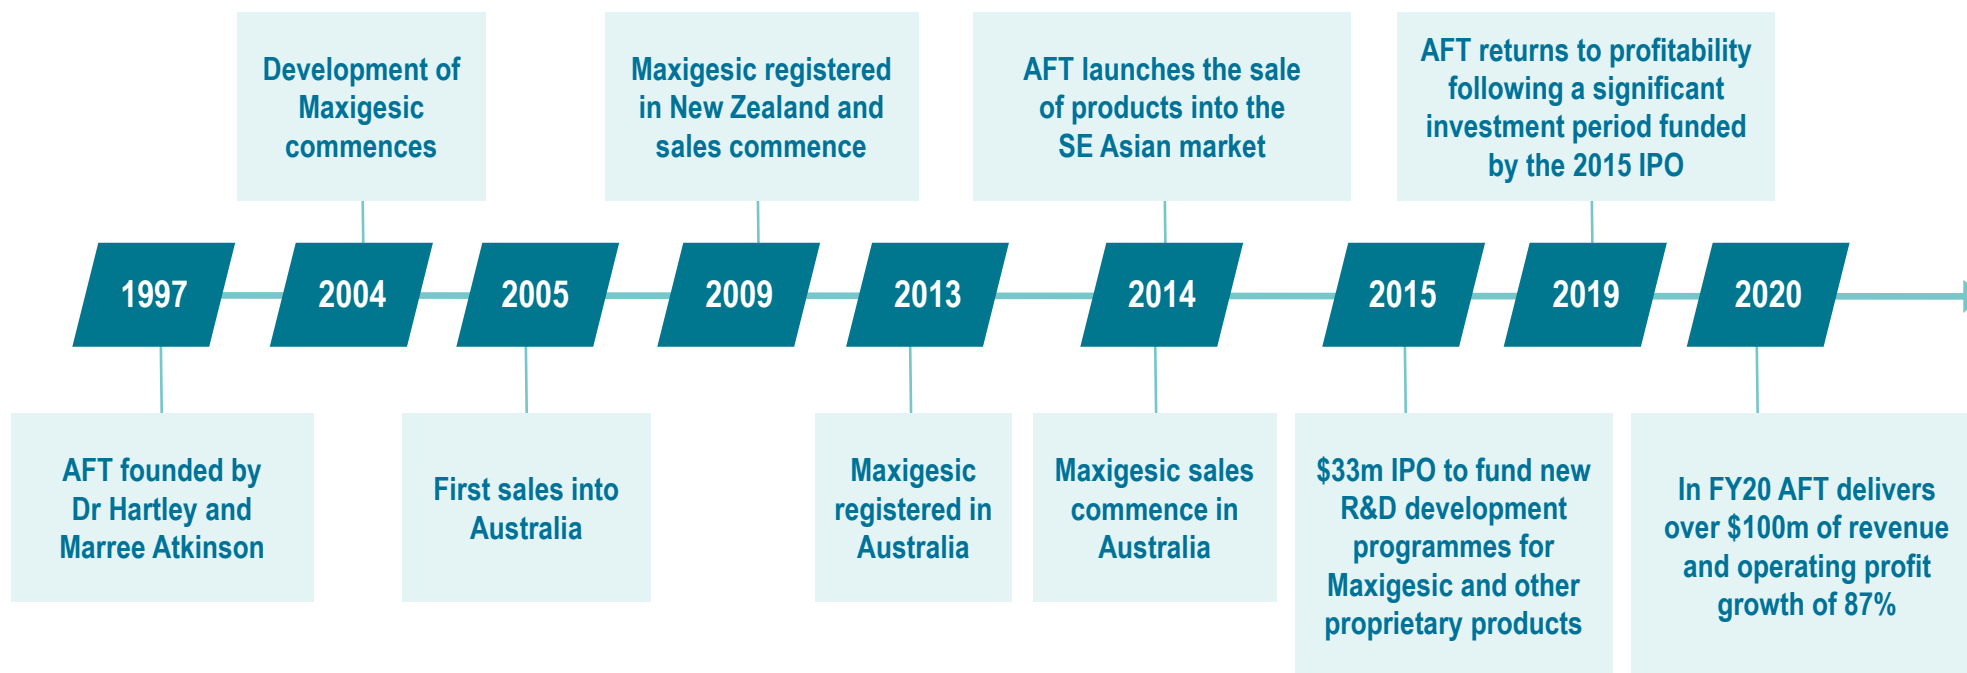 Development of
Maxigesic
commences
Maxigesic registered
in New Zealand and
sales commence
AFT launches the sale
of products into the
SE Asian market
AFT returns to profitability
following a significant
investment period funded
by the 2015 IPO
1997
2004
2005
2009
2013
2014
2015
2019
2020
AFT founded by
Dr Hartley and
Marree Atkinson
First sales into
Australia
Maxigesic
registered in
Australia
Maxigesic sales
commence in
Australia
$33m IPO to fund new
R&D development
programmes for
Maxigesic and other
proprietary products
In FY20 AFT delivers
over $100m of revenue
and operating profit
growth of 87%